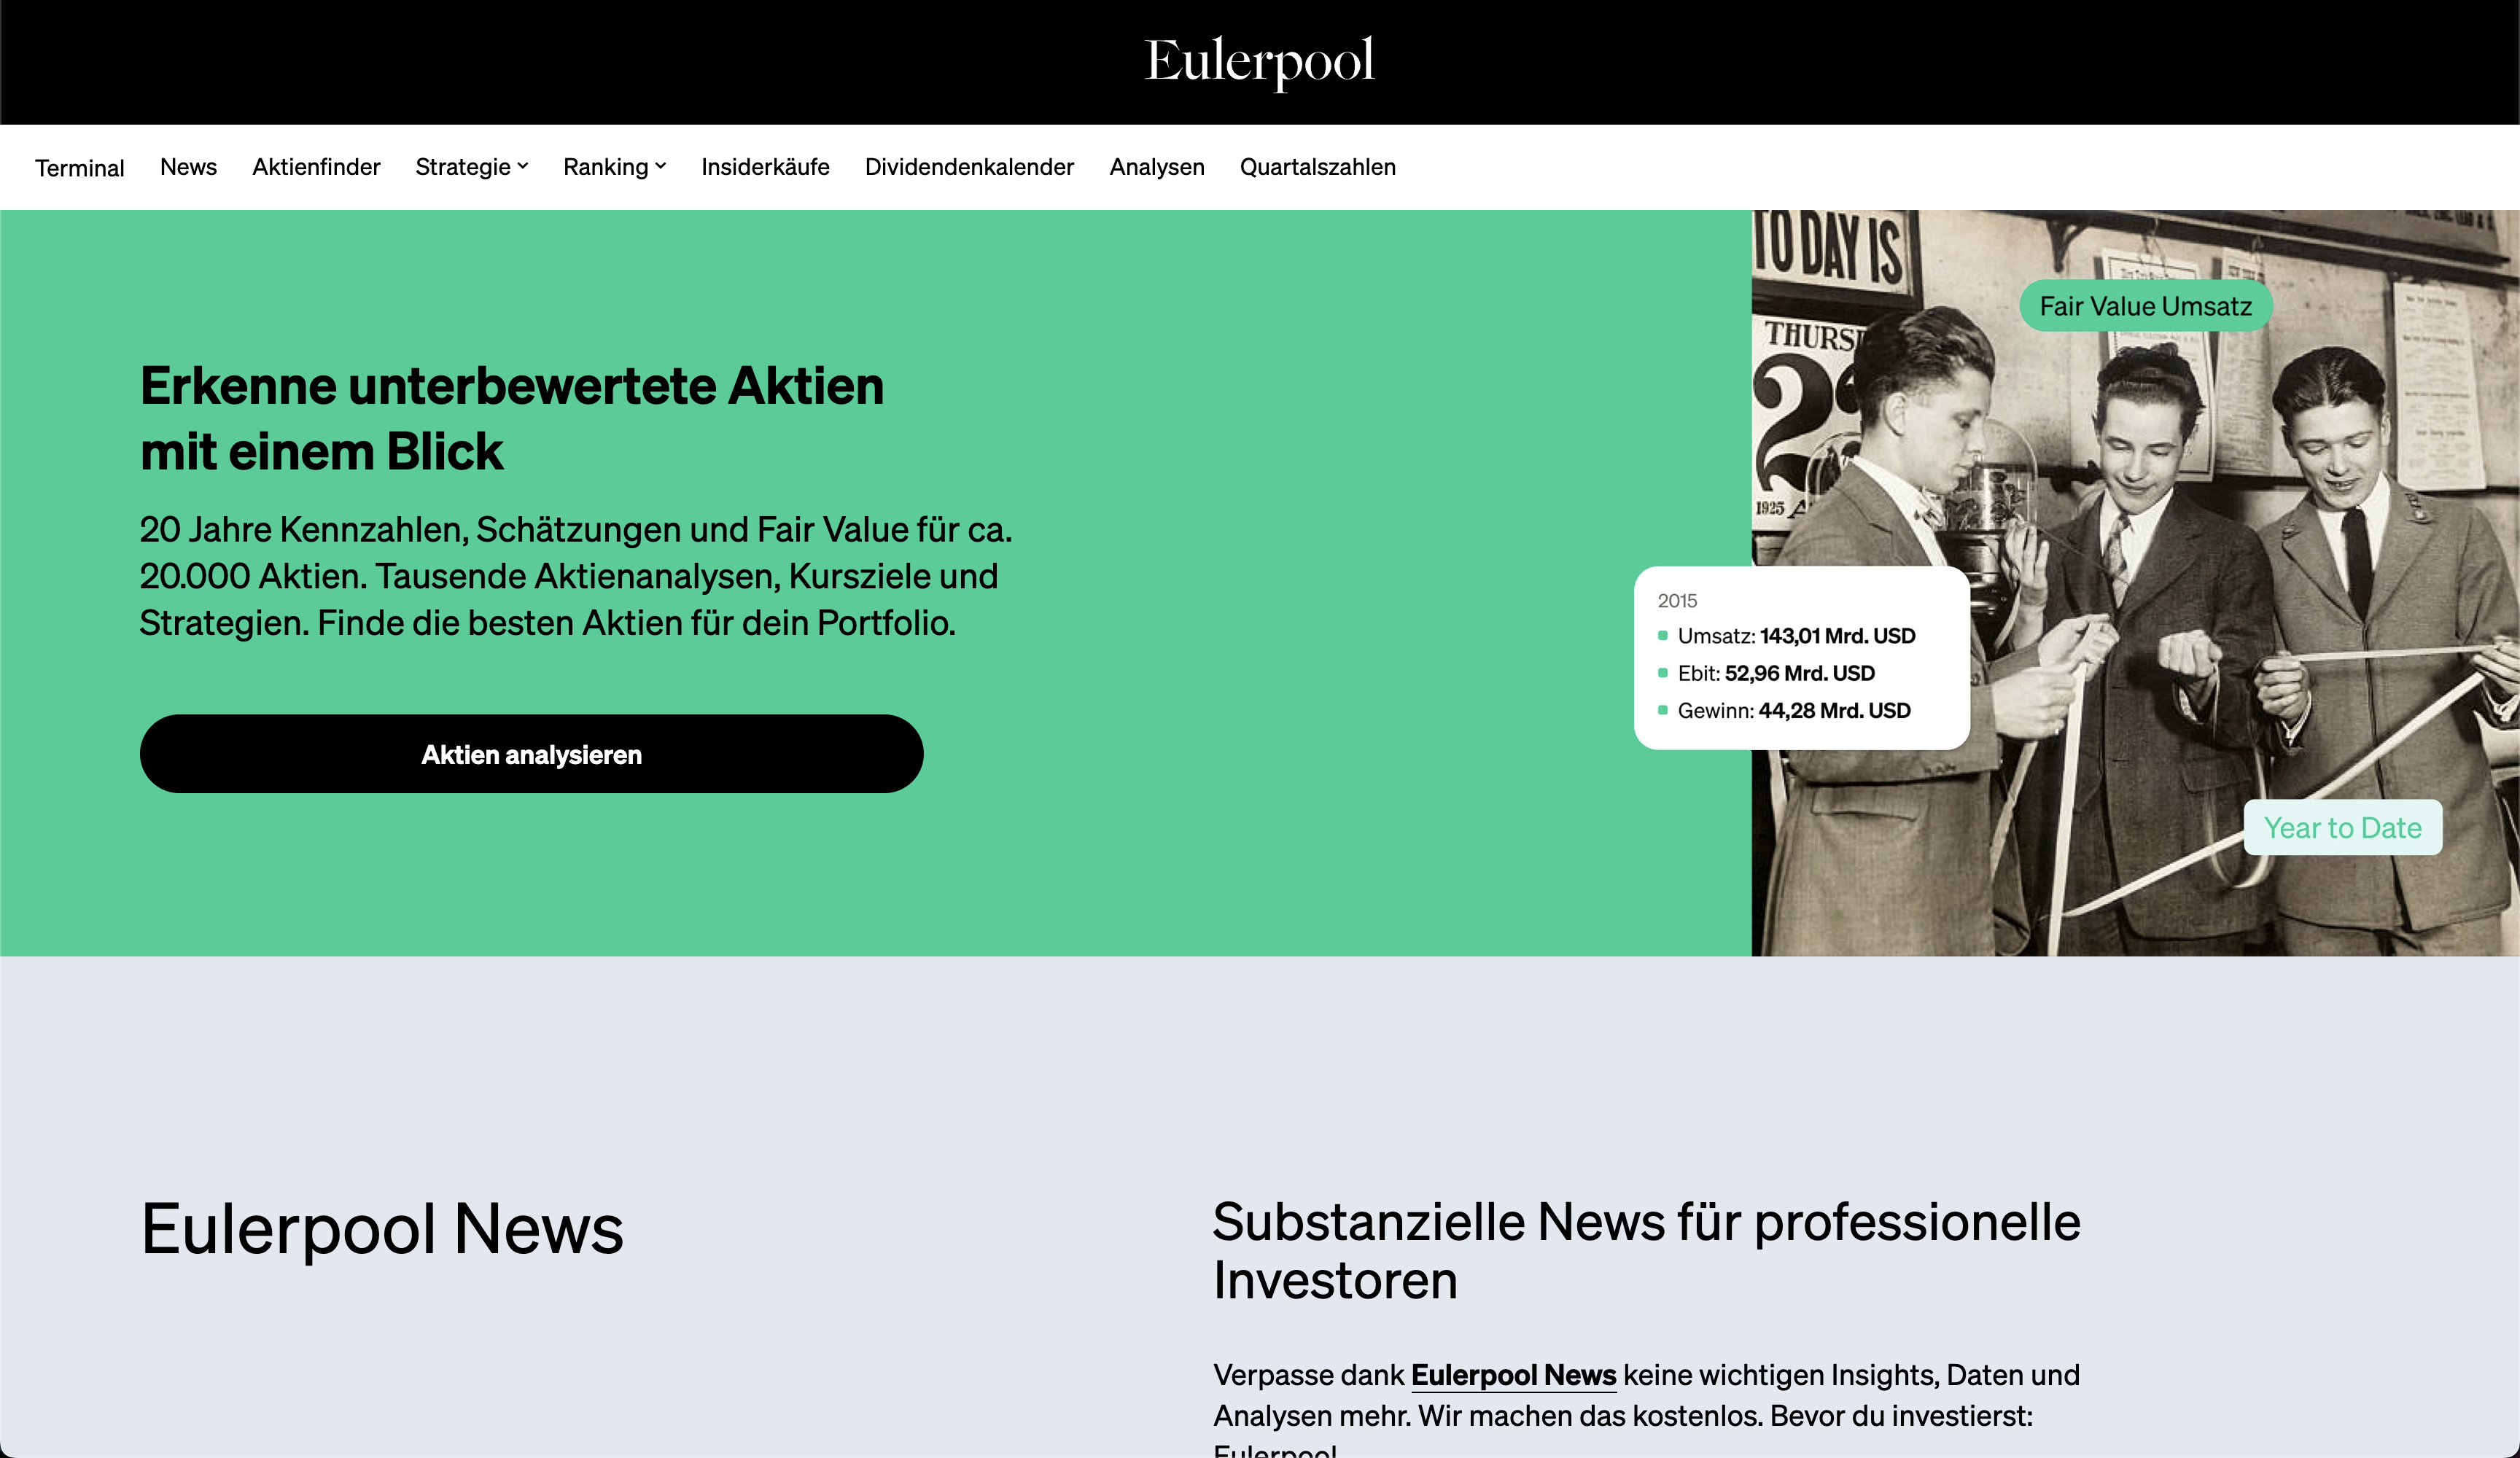 Eulerpool
Terminal News Aktienfinder Strategie Ranking Insiderkäufe Dividendenkalender Analysen Quartalszahlen
Erkenne unterbewertete Aktien
mit einem Blick
20 Jahre Kennzahlen, Schätzungen und Fair Value für ca.
20.000 Aktien. Tausende Aktienanalysen, Kursziele und
Strategien. Finde die besten Aktien für dein Portfolio.
Aktien analysieren
TO DAY IS
THURS
1925
Fair Value Umsatz
2015
Umsatz: 143,01 Mrd. USD
Ebit: 52,96 Mrd. USD
Gewinn: 44,28 Mrd. USD
Year to Date
Eulerpool News
Substanzielle News für professionelle
Investoren
Verpasse dank Eulerpool News keine wichtigen Insights, Daten und
Analysen mehr. Wir machen das kostenlos. Bevor du investierst:
Eulerpool